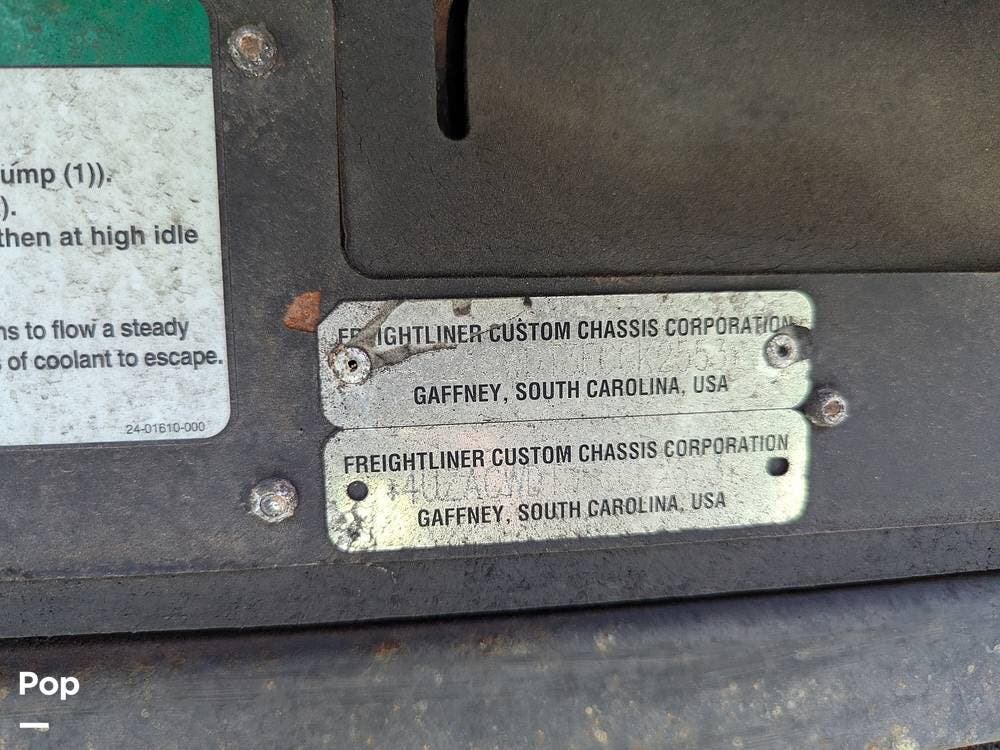 ump (1)).
).
then at high idle
ns to flow a steady
s of coolant to escape.
24-01610-000
FREIGHTLINER CUSTOM CHASSIS CORPORATION
GAFFNEY, SOUTH CAROLINA, USA
FREIGHTLINER CUSTOM CHASSIS CORPORATION
GAFFNEY, SOUTH CAROLINA, USA
Pop